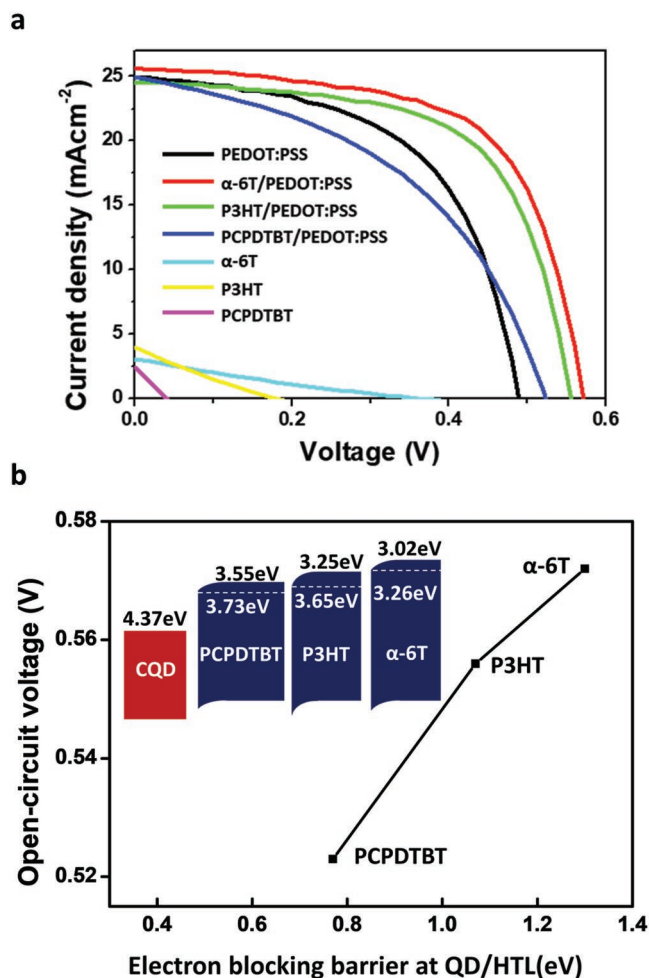 a
Current density (mAcm⁻²)
25
20
15
10
5
0
PEDOT:PSS
α-6T/PEDOT:PSS
P3HT/PEDOT:PSS
PCPDTBT/PEDOT:PSS
α-6T
P3HT
PCPDTBT
0.0 0.2 0.4 0.6
Voltage (V)
b
Open-circuit voltage (V)
0.58
0.56
0.54
0.52
4.37eV
CQD
3.55eV
3.73eV
PCPDTBT
3.25eV
3.65eV
P3HT
3.02eV
3.26eV
α-6T
α-6T
P3HT
PCPDTBT
0.4 0.6 0.8 1.0 1.2 1.4
Electron blocking barrier at QD/HTL(eV)